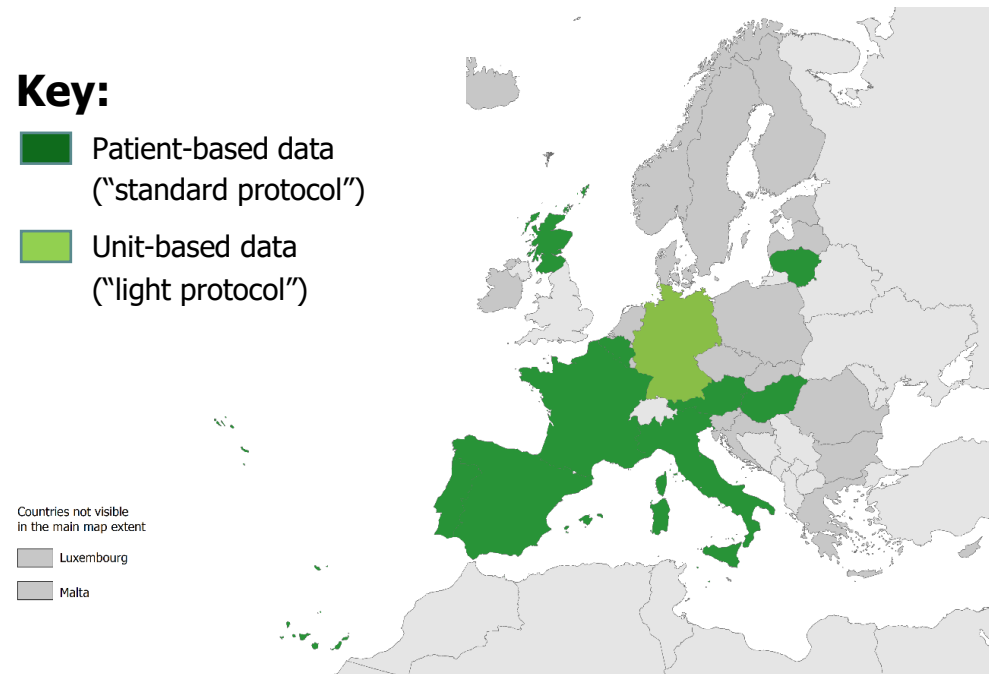 Key:
Patient-based data
(“standard protocol”)
Unit-based data
(“light protocol”)
Countries not visible
in the main map extent
Luxembourg
Malta